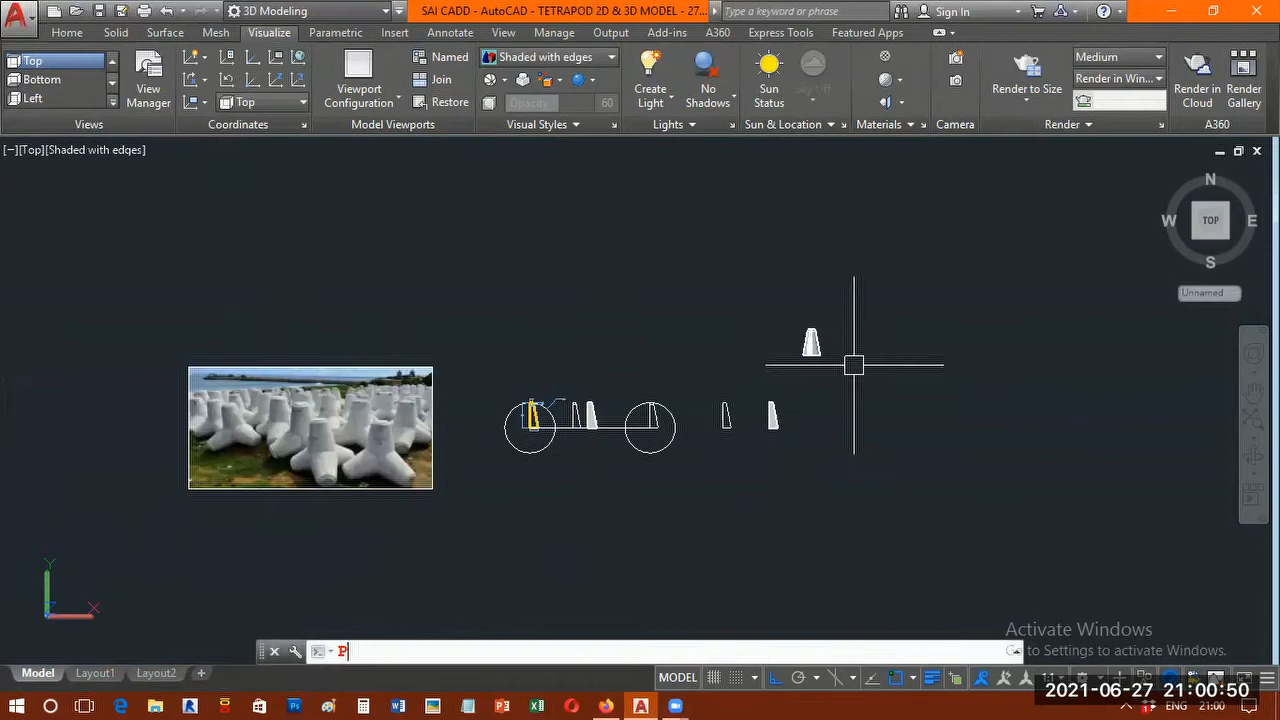 3D Modeling
SAI CADD - AutoCAD - TETRAPOD 2D & 3D MODEL - 27...
Type a keyword or phrase
Sign In
Home
Solid
Surface
Mesh
Visualize
Parametric
Insert
Annotate
View
Manage
Output
Add-ins
A360
Express Tools
Featured Apps
Top
Bottom
Left
View
Manager
Views
Top
Coordinates
Viewport
Configuration
Named
Join
Restore
Model Viewports
Shaded with edges
Opacity
60
Visual Styles
Create
Light
No
Shadows
Lights
Sun
Status
Sky Off
Sun & Location
Materials
Camera
Render to Size
Medium
Render in Win...
Render
Render in
Cloud
Render
Gallery
A360
[−][Top][Shaded with edges]
N
W
TOP
E
S
Unnamed
Y
X
Activate Windows
Go to Settings to activate Windows.
P
Model
Layout1
Layout2
MODEL
2021-06-27 21:00:50
ENG
21:00